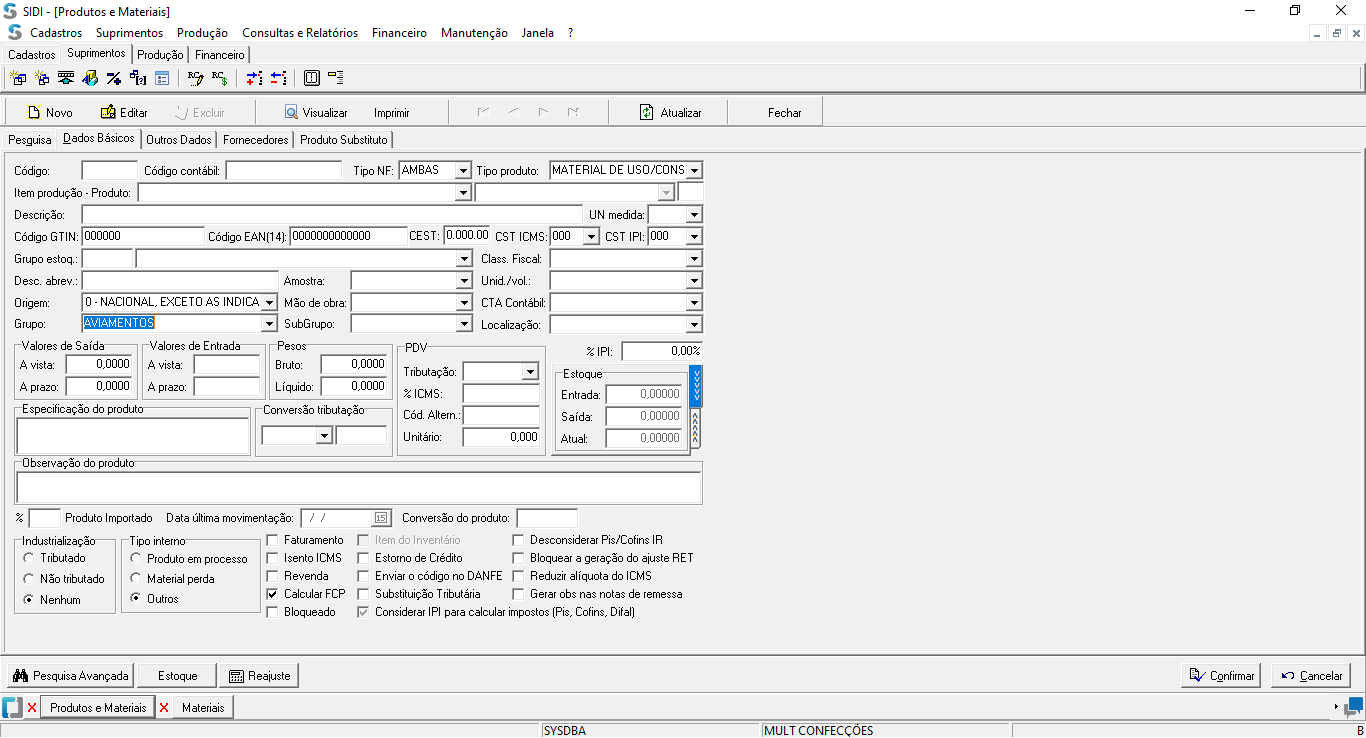 SIDI - [Produtos e Materiais]
Cadastros Suprimentos Produção Consultas e Relatórios Financeiro Manutenção Janela ?
Cadastros Suprimentos Produção Financeiro
Novo Editar Excluir Visualizar Imprimir Atualizar Fechar
Pesquisa Dados Básicos Outros Dados Fornecedores Produto Substituto
Código: Código contábil: Tipo NF: AMBAS Tipo produto: MATERIAL DE USO/CONS
Item produção - Produto:
Descrição: UN medida:
Código GTIN: 000000 Código EAN(14): 0000000000000 CEST: 0.000.00 CST ICMS: 000 CST IPI: 000
Grupo estoq.: Class. Fiscal:
Desc. abrev.: Amostra: Unid./vol.:
Origem: 0 - NACIONAL, EXCETO AS INDICA Mão de obra: CTA Contábil:
Grupo: AVIAMENTOS SubGrupo: Localização:
Valores de Saída Valores de Entrada Pesos PDV % IPI: 0,00%
A vista: 0,0000 A vista: Bruto: 0,0000 Tributação: Estoque
A prazo: 0,0000 A prazo: Líquido: 0,0000 % ICMS: Entrada: 0,00000
Especificação do produto Conversão tributação Cód. Altern.: Saída: 0,00000
Unitário: 0,000 Atual: 0,00000
Observação do produto
% Produto Importado Data última movimentação: / / 15 Conversão do produto:
Industrialização Tipo interno Faturamento Item do Inventário Desconsiderar Pis/Cofins IR
Tributado Produto em processo Isento ICMS Estorno de Crédito Bloquear a geração do ajuste RET
Não tributado Material perda Revenda Enviar o código no DANFE Reduzir alíquota do ICMS
Nenhum Outros Calcular FCP Substituição Tributária Gerar obs nas notas de remessa
Bloqueado Considerar IPI para calcular impostos (Pis, Cofins, Difal)
Pesquisa Avançada Estoque Reajuste Confirmar Cancelar
Produtos e Materiais Materiais
SYSDBA MULT CONFECÇÕES B